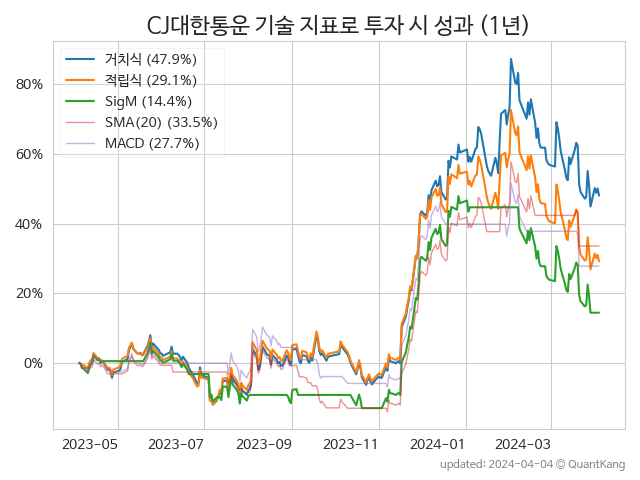 CJ대한통운 기술 지표로 투자 시 성과 (1년)
거치식 (47.9%)
적립식 (29.1%)
SigM (14.4%)
SMA(20) (33.5%)
MACD (27.7%)
80%
60%
40%
20%
0%
2023-05 2023-07 2023-09 2023-11 2024-01 2024-03
updated: 2024-04-04 © QuantKang